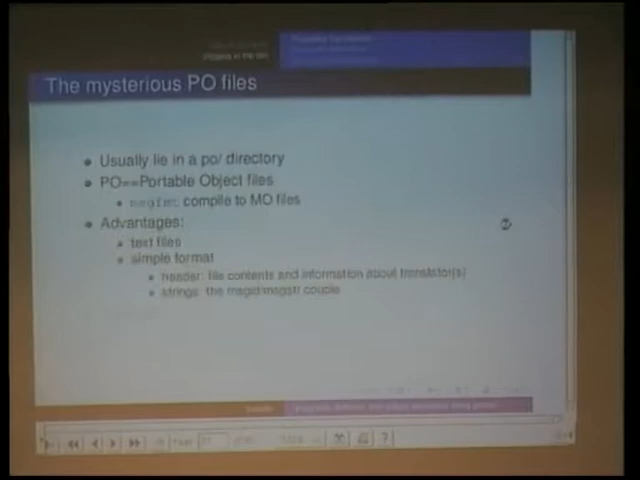 The mysterious PO files
Usually lie in a po/ directory
PO==Portable Object files
msgfmt compile to MO files
Advantages:
text files
simple format
header: file contents and information about translator(s)
strings: the msgid/msgstr couple